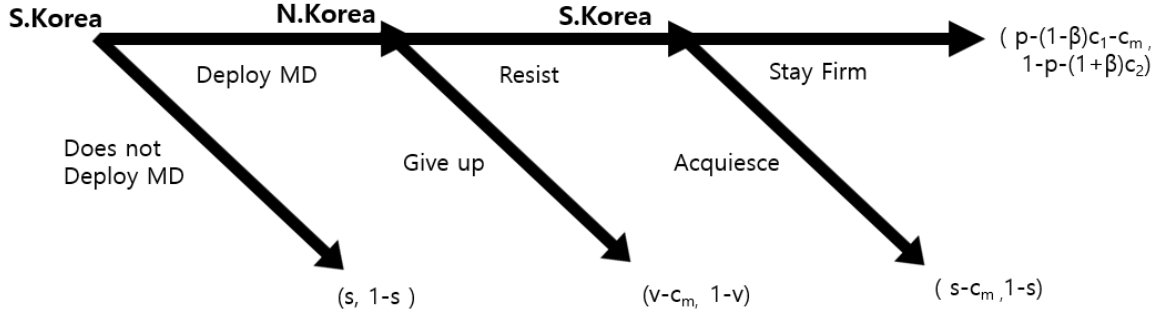 S.Korea
N.Korea
S.Korea
( p-(1-β)c₁-cₘ ,
1-p-(1+β)c₂)
Deploy MD
Resist
Stay Firm
Does not
Deploy MD
Give up
Acquiesce
(s, 1-s )
(v-cₘ, 1-v)
( s-cₘ ,1-s)